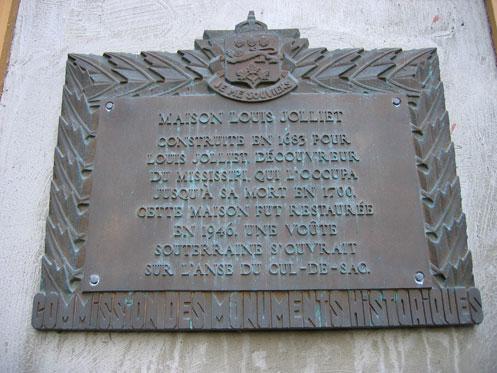 JE ME SOUVIENS
MAISON LOUIS JOLLIET
CONSTRUITE EN 1683 POUR
LOUIS JOLLIET DÉCOUVREUR
DU MISSISSIPI, QUI L'OCCUPA
JUSQU'À SA MORT EN 1700.
CETTE MAISON FUT RESTAURÉE
EN 1946. UNE VOÛTE
SOUTERRAINE S'OUVRAIT
SUR L'ANSE DU CUL-DE-SAC.
COMMISSION DES MONUMENTS HISTORIQUES